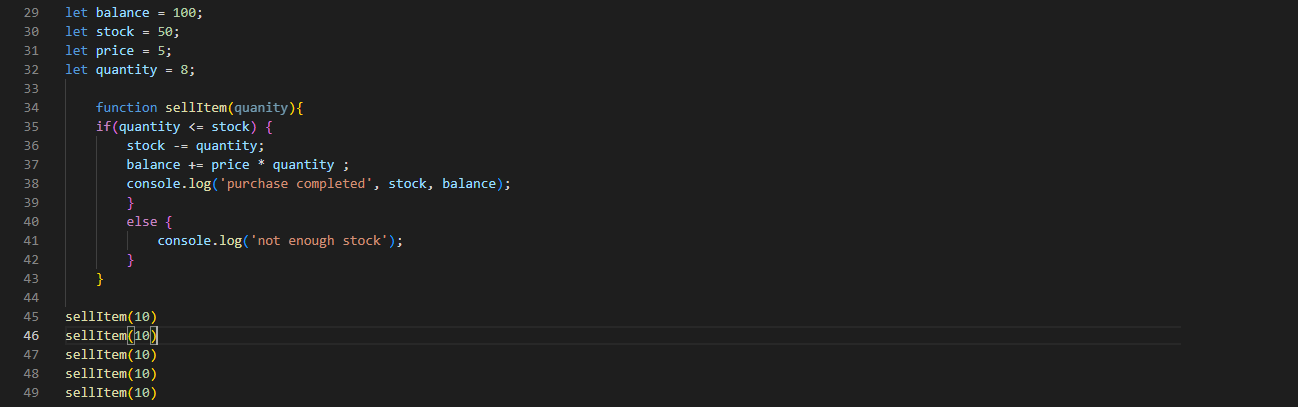 29 let balance = 100;
30 let stock = 50;
31 let price = 5;
32 let quantity = 8;
33
34 function sellItem(quanity){
35 if(quantity <= stock) {
36 stock -= quantity;
37 balance += price * quantity ;
38 console.log('purchase completed', stock, balance);
39 }
40 else {
41 console.log('not enough stock');
42 }
43 }
44
45 sellItem(10)
46 sellItem(10)
47 sellItem(10)
48 sellItem(10)
49 sellItem(10)